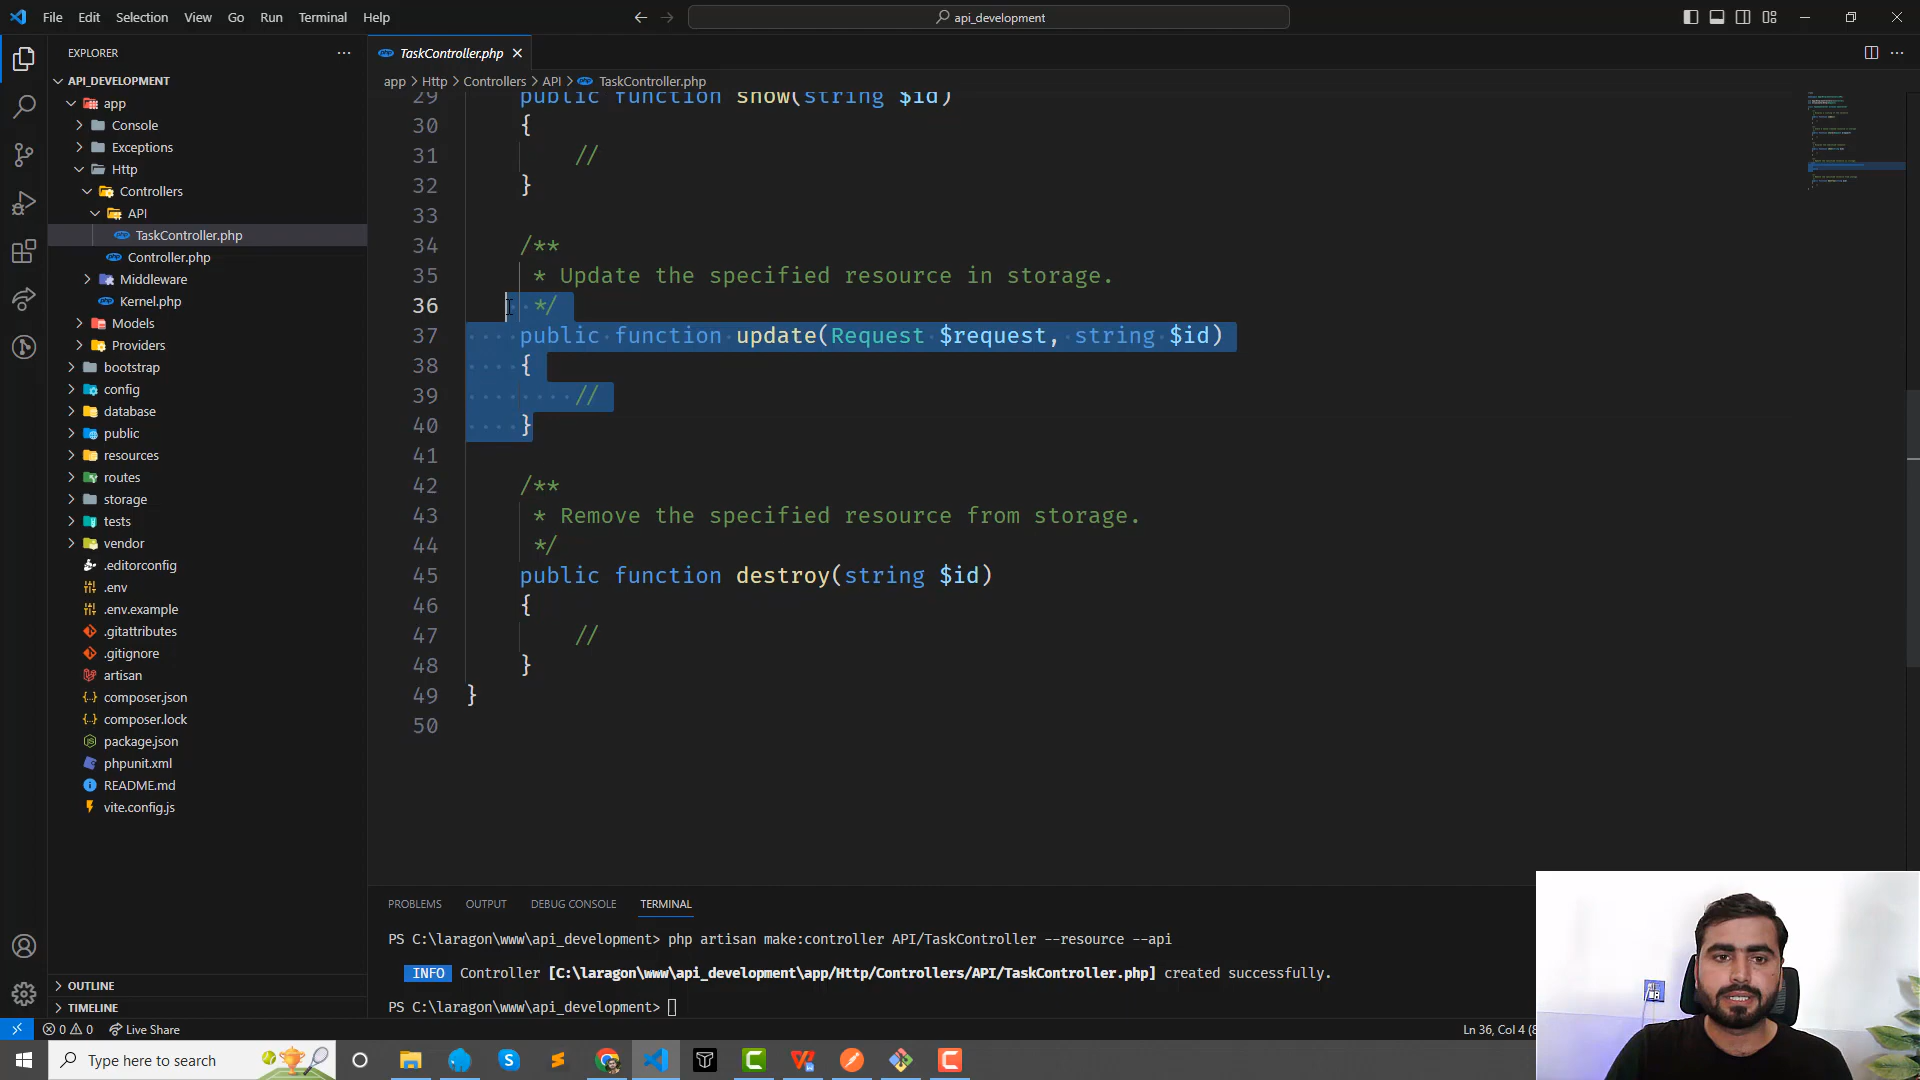 File Edit Selection View Go Run Terminal Help
api_development
EXPLORER
API_DEVELOPMENT
app
Console
Exceptions
Http
Controllers
API
TaskController.php
Controller.php
Middleware
Kernel.php
Models
Providers
bootstrap
config
database
public
resources
routes
storage
tests
vendor
.editorconfig
.env
.env.example
.gitattributes
.gitignore
artisan
composer.json
composer.lock
package.json
phpunit.xml
README.md
vite.config.js
OUTLINE
TIMELINE
TaskController.php
app > Http > Controllers > API > TaskController.php
29 public function show(string $id)
30 {
31 //
32 }
33
34 /**
35 * Update the specified resource in storage.
36 */
37 public function update(Request $request, string $id)
38 {
39 //
40 }
41
42 /**
43 * Remove the specified resource from storage.
44 */
45 public function destroy(string $id)
46 {
47 //
48 }
49 }
50
PROBLEMS OUTPUT DEBUG CONSOLE TERMINAL
PS C:\laragon\www\api_development> php artisan make:controller API/TaskController --resource --api
INFO Controller [C:\laragon\www\api_development\app/Http/Controllers/API/TaskController.php] created successfully.
PS C:\laragon\www\api_development>
0 0 Live Share
Ln 36, Col 4 (8
Type here to search